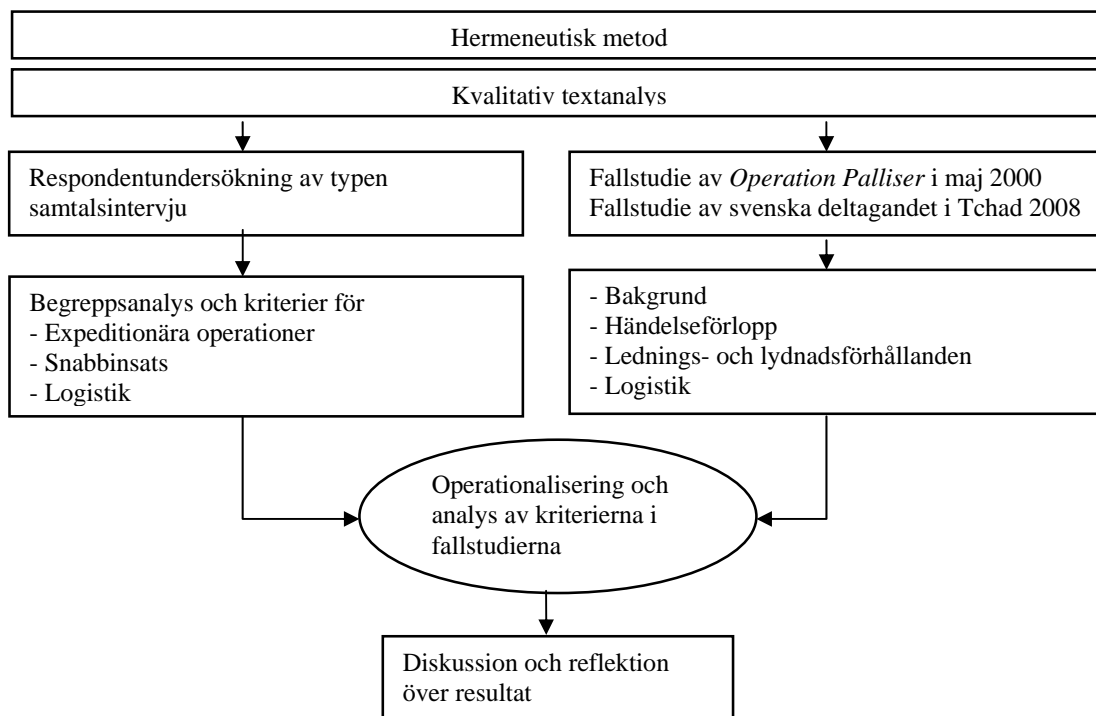 Hermeneutisk metod
Kvalitativ textanalys
Respondentundersökning av typen
samtalsintervju
Fallstudie av Operation Palliser i maj 2000
Fallstudie av svenska deltagandet i Tchad 2008
Begreppsanalys och kriterier för
- Expeditionära operationer
- Snabbinsats
- Logistik
- Bakgrund
- Händelseförlopp
- Lednings- och lydnadsförhållanden
- Logistik
Operationalisering och
analys av kriterierna i
fallstudierna
Diskussion och reflektion
över resultat